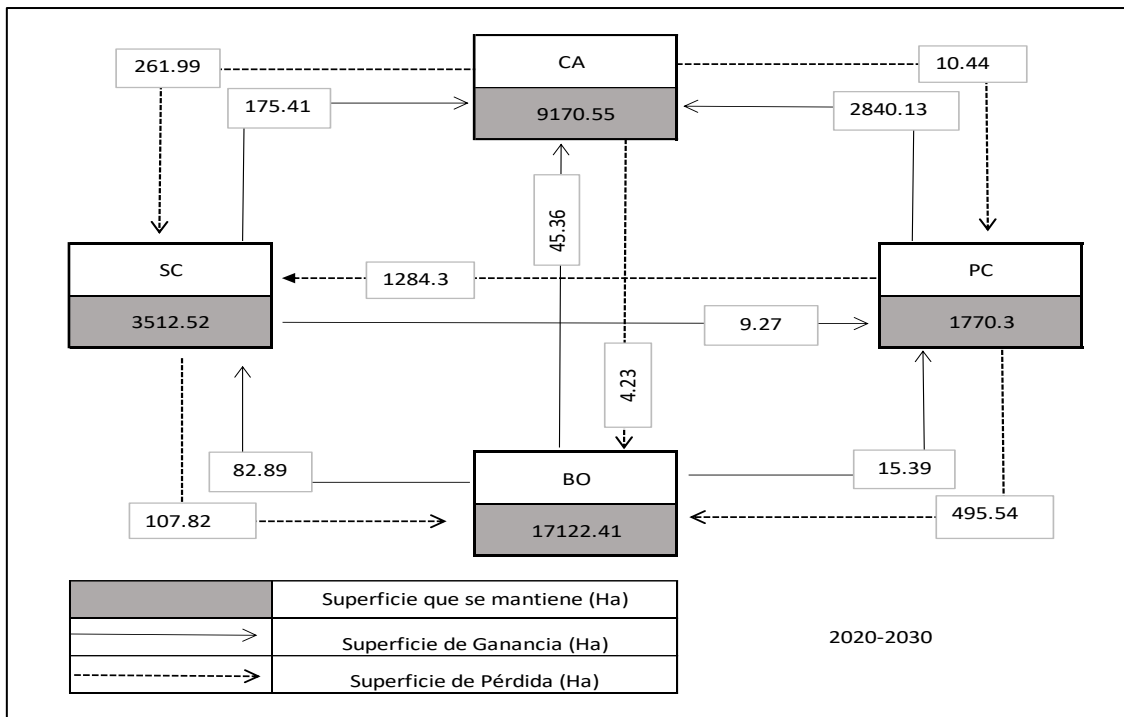 CA
261.99
10.44
175.41
9170.55
2840.13
45.36
SC
PC
1284.3
3512.52
9.27
1770.3
4.23
82.89
BO
15.39
107.82
17122.41
495.54
Superficie que se mantiene (Ha)
Superficie de Ganancia (Ha)
2020-2030
Superficie de Pérdida (Ha)